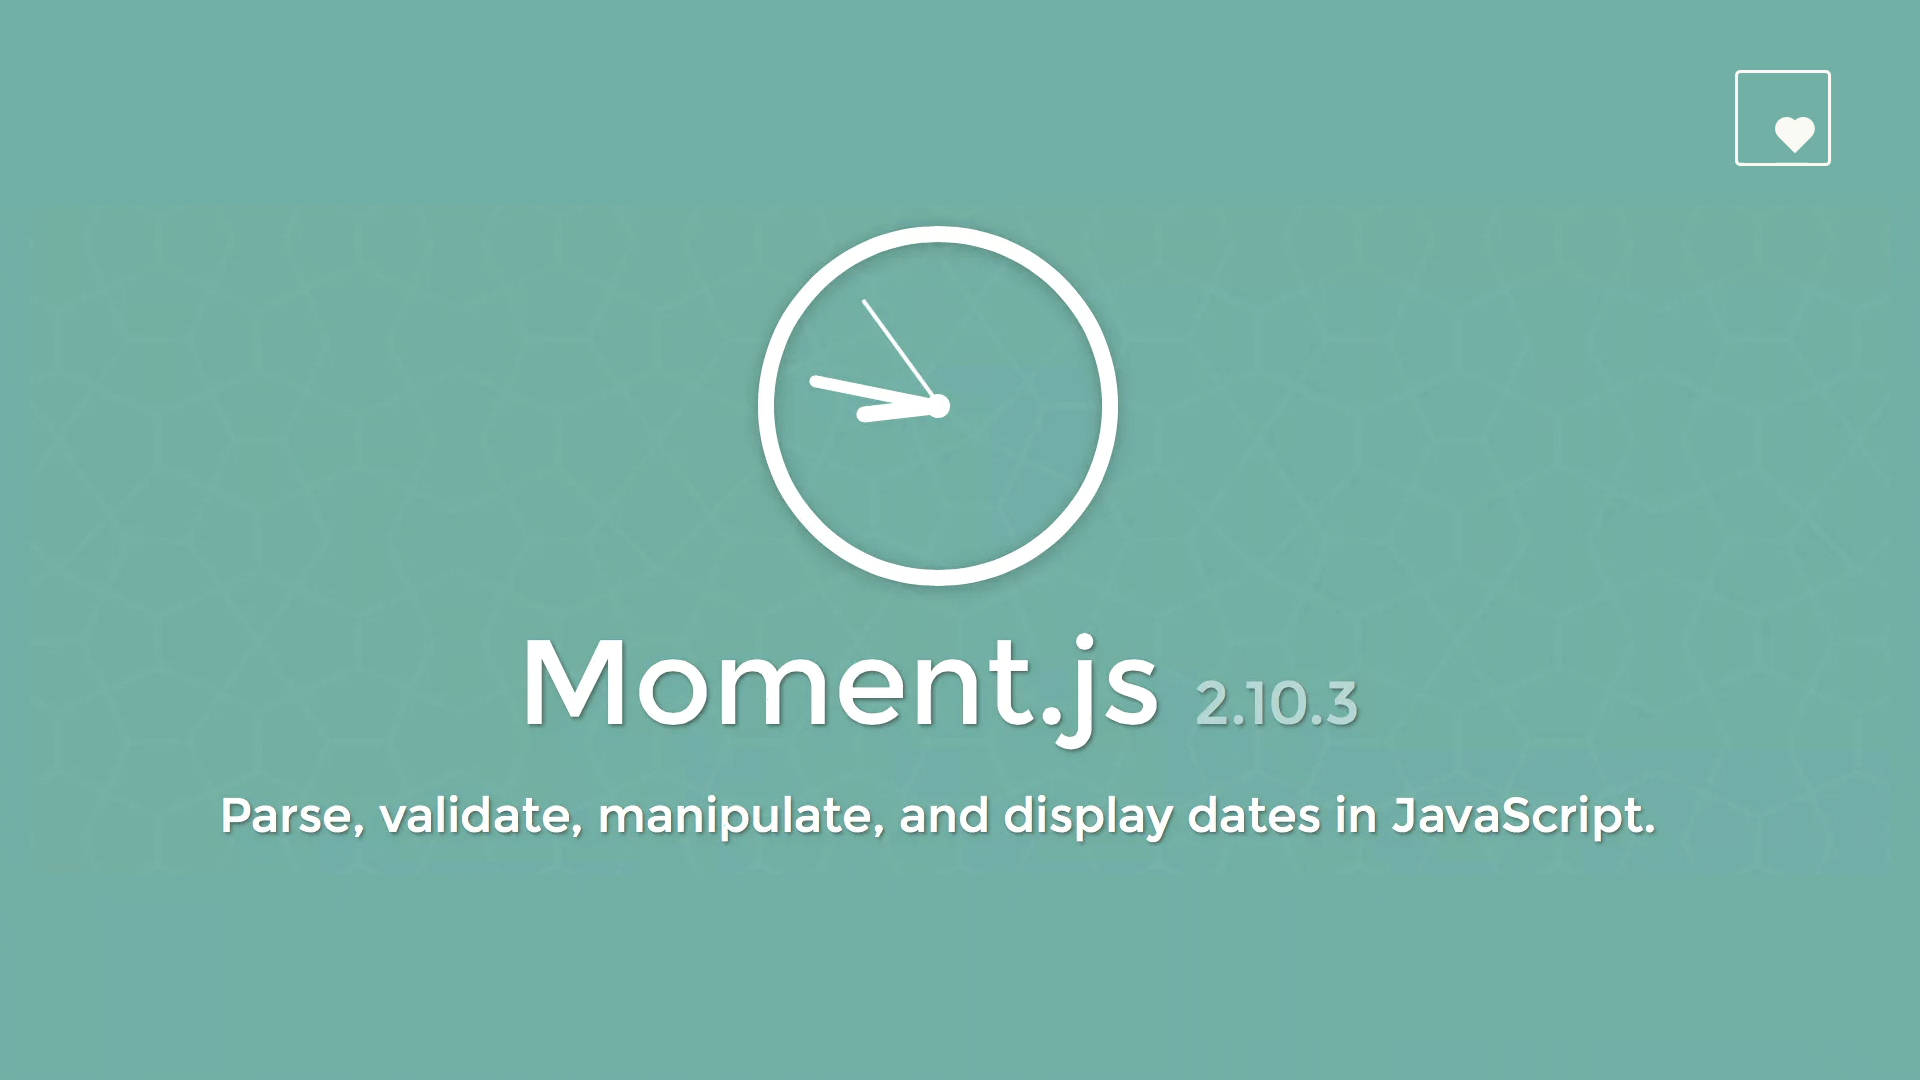 Moment.js 2.10.3
Parse, validate, manipulate, and display dates in JavaScript.